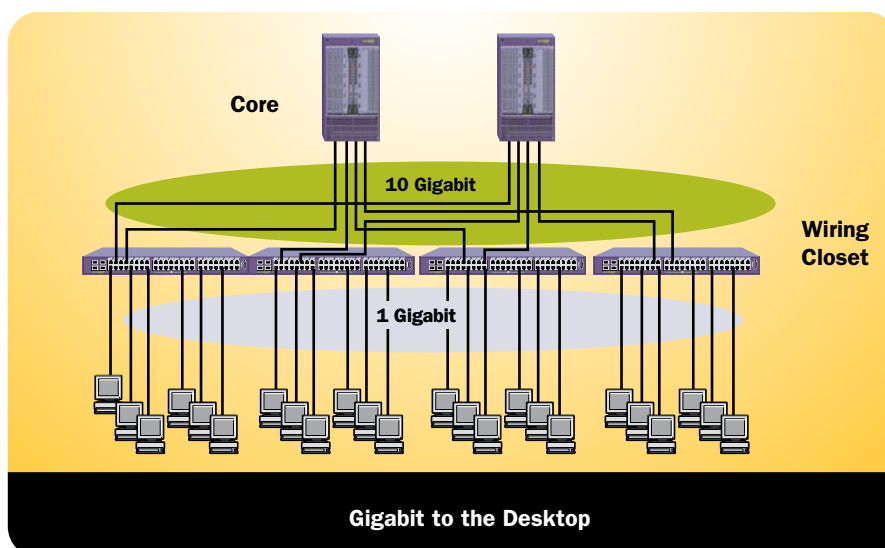 Core
10 Gigabit
Wiring
Closet
1 Gigabit
Gigabit to the Desktop